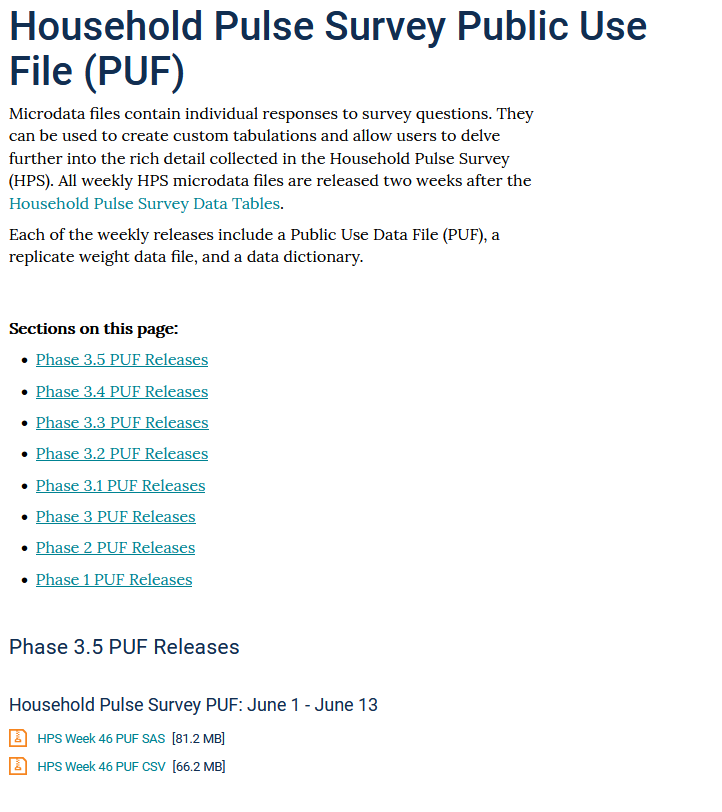 Household Pulse Survey Public Use
File (PUF)
Microdata files contain individual responses to survey questions. They
can be used to create custom tabulations and allow users to delve
further into the rich detail collected in the Household Pulse Survey
(HPS). All weekly HPS microdata files are released two weeks after the
Household Pulse Survey Data Tables.
Each of the weekly releases include a Public Use Data File (PUF), a
replicate weight data file, and a data dictionary.
Sections on this page:
Phase 3.5 PUF Releases
Phase 3.4 PUF Releases
Phase 3.3 PUF Releases
Phase 3.2 PUF Releases
Phase 3.1 PUF Releases
Phase 3 PUF Releases
Phase 2 PUF Releases
Phase 1 PUF Releases
Phase 3.5 PUF Releases
Household Pulse Survey PUF: June 1 - June 13
HPS Week 46 PUF SAS [81.2 MB]
HPS Week 46 PUF CSV [66.2 MB]